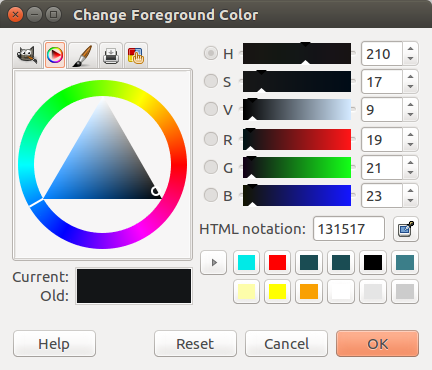 Change Foreground Color
H 210
S 17
V 9
R 19
G 21
B 23
HTML notation: 131517
Current:
Old:
Help Reset Cancel OK